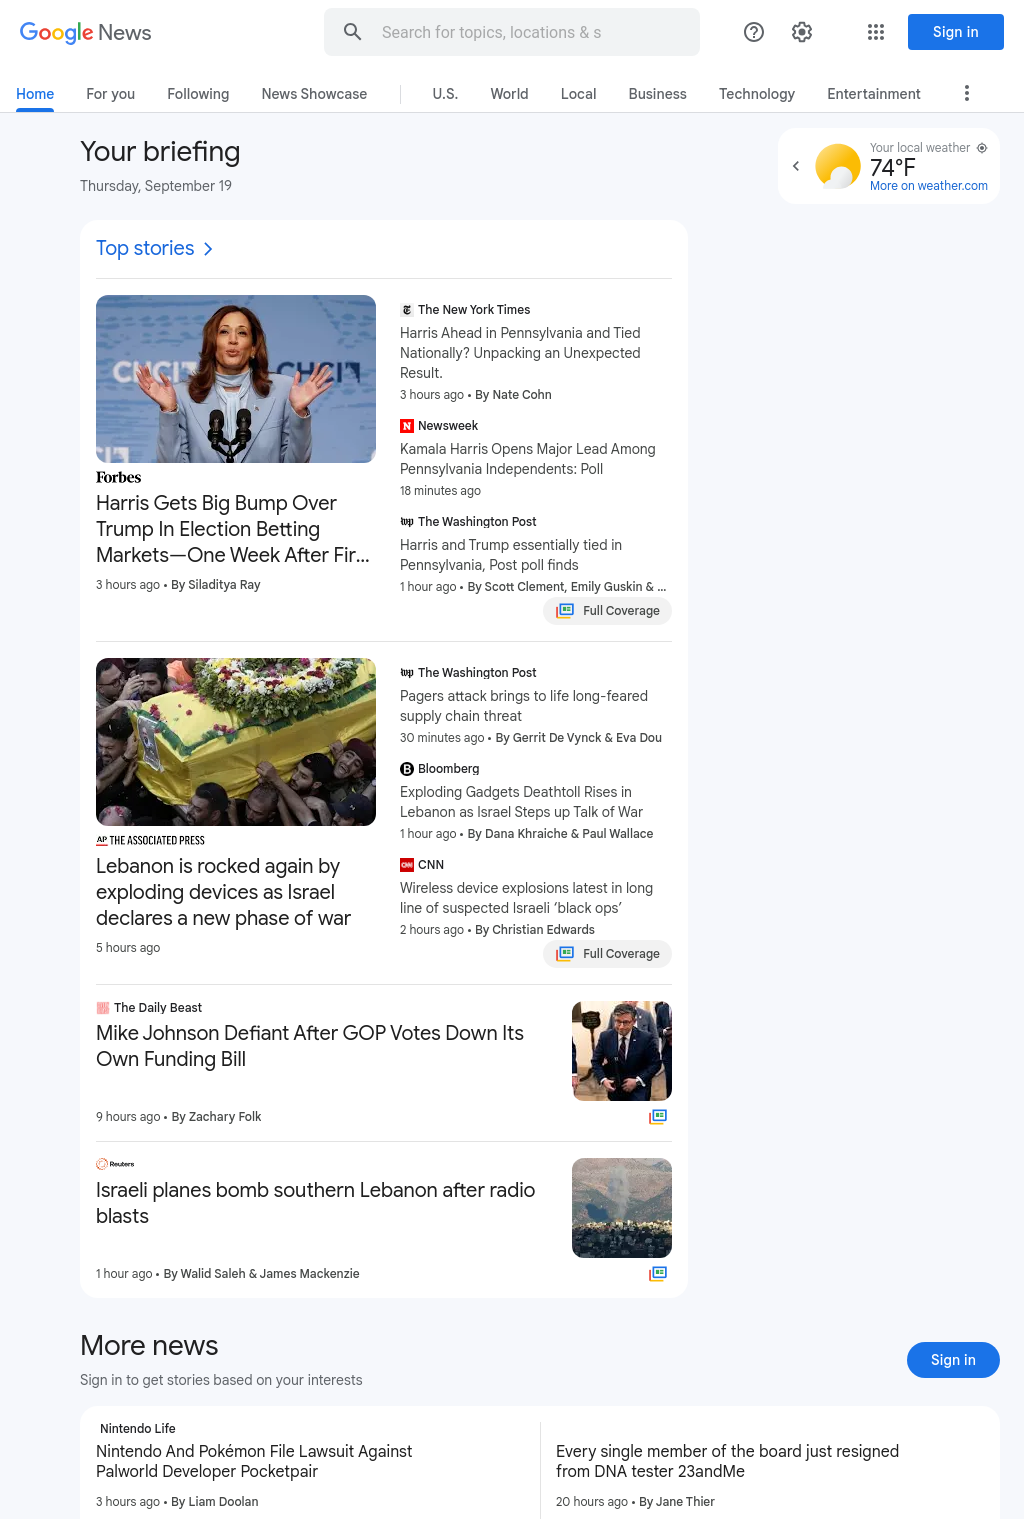 Google News
Search for topics, locations & s
Sign in
Home
For you
Following
News Showcase
U.S.
World
Local
Business
Technology
Entertainment
Your briefing
Thursday, September 19
Your local weather
74°F
More on weather.com
Top stories
CHCI
CHCI
Forbes
Harris Gets Big Bump Over
Trump In Election Betting
Markets—One Week After Fir...
3 hours ago • By Siladitya Ray
The New York Times
Harris Ahead in Pennsylvania and Tied
Nationally? Unpacking an Unexpected
Result.
3 hours ago • By Nate Cohn
Newsweek
Kamala Harris Opens Major Lead Among
Pennsylvania Independents: Poll
18 minutes ago
The Washington Post
Harris and Trump essentially tied in
Pennsylvania, Post poll finds
1 hour ago • By Scott Clement, Emily Guskin & ...
Full Coverage
AP THE ASSOCIATED PRESS
Lebanon is rocked again by
exploding devices as Israel
declares a new phase of war
5 hours ago
The Washington Post
Pagers attack brings to life long-feared
supply chain threat
30 minutes ago • By Gerrit De Vynck & Eva Dou
Bloomberg
Exploding Gadgets Deathtoll Rises in
Lebanon as Israel Steps up Talk of War
1 hour ago • By Dana Khraiche & Paul Wallace
CNN
Wireless device explosions latest in long
line of suspected Israeli ‘black ops’
2 hours ago • By Christian Edwards
Full Coverage
The Daily Beast
Mike Johnson Defiant After GOP Votes Down Its
Own Funding Bill
9 hours ago • By Zachary Folk
Reuters
Israeli planes bomb southern Lebanon after radio
blasts
1 hour ago • By Walid Saleh & James Mackenzie
More news
Sign in to get stories based on your interests
Sign in
Nintendo Life
Nintendo And Pokémon File Lawsuit Against
Palworld Developer Pocketpair
3 hours ago • By Liam Doolan
Every single member of the board just resigned
from DNA tester 23andMe
20 hours ago • By Jane Thier